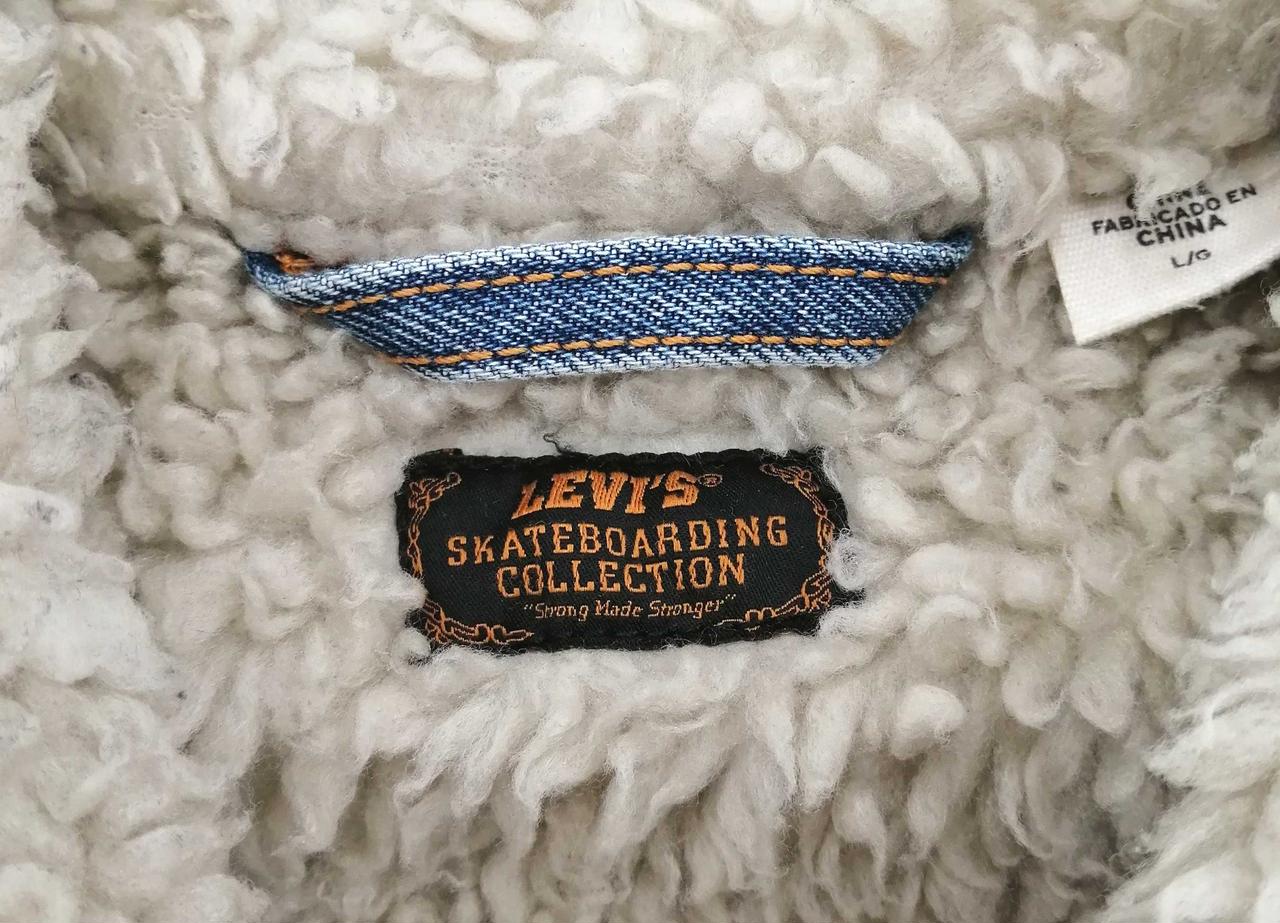 LEVI'S®
SKATEBOARDING
COLLECTION
"Strong Made Stronger"
FABRICADO EN
CHINA
L/G